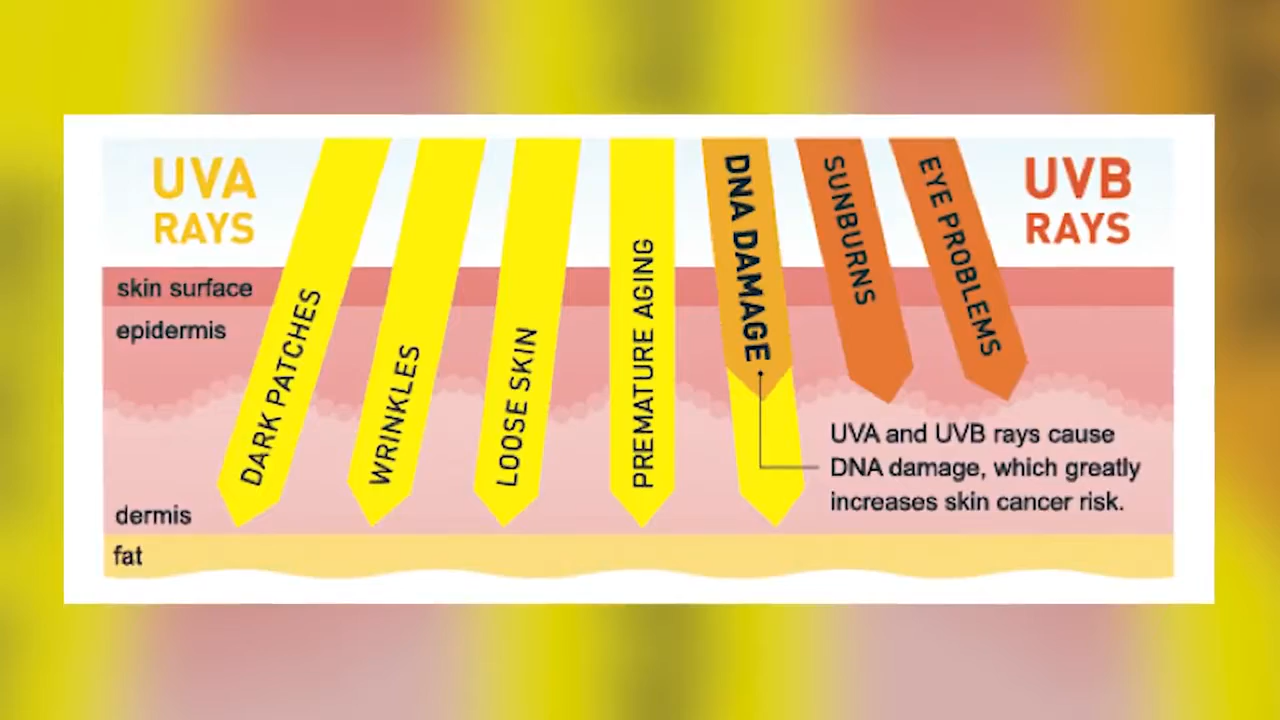 UVA
RAYS
UVB
RAYS
skin surface
epidermis
dermis
fat
DARK PATCHES
WRINKLES
LOOSE SKIN
PREMATURE AGING
DNA DAMAGE
SUNBURNS
EYE PROBLEMS
UVA and UVB rays cause
DNA damage, which greatly
increases skin cancer risk.